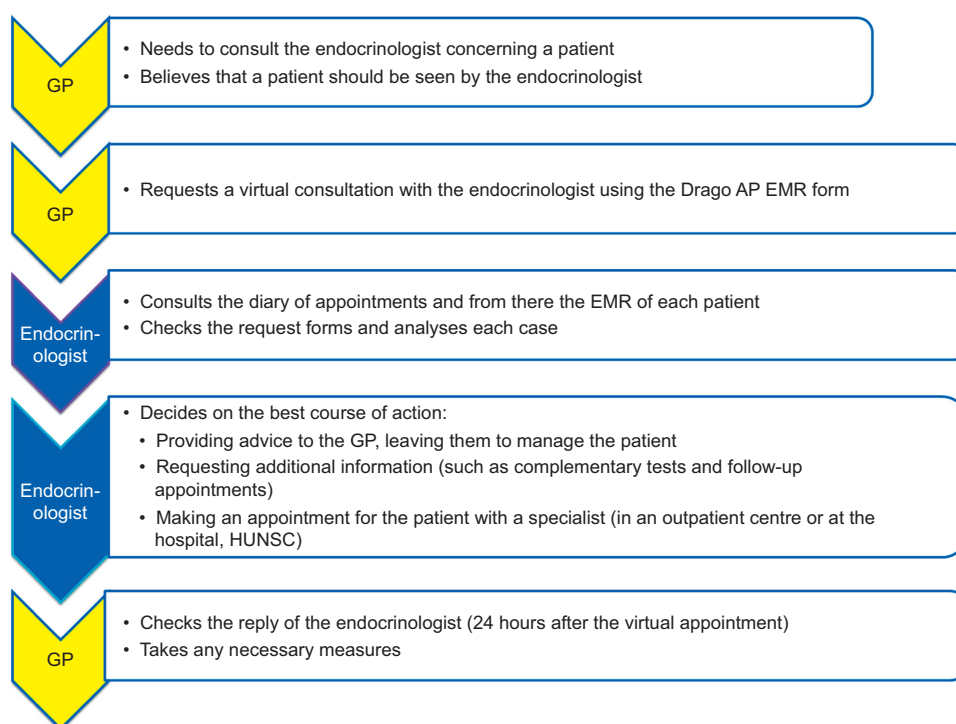 GP
• Needs to consult the endocrinologist concerning a patient
• Believes that a patient should be seen by the endocrinologist
GP
• Requests a virtual consultation with the endocrinologist using the Drago AP EMR form
Endocrin-
ologist
• Consults the diary of appointments and from there the EMR of each patient
• Checks the request forms and analyses each case
Endocrin-
ologist
• Decides on the best course of action:
• Providing advice to the GP, leaving them to manage the patient
• Requesting additional information (such as complementary tests and follow-up
appointments)
• Making an appointment for the patient with a specialist (in an outpatient centre or at the
hospital, HUNSC)
GP
• Checks the reply of the endocrinologist (24 hours after the virtual appointment)
• Takes any necessary measures